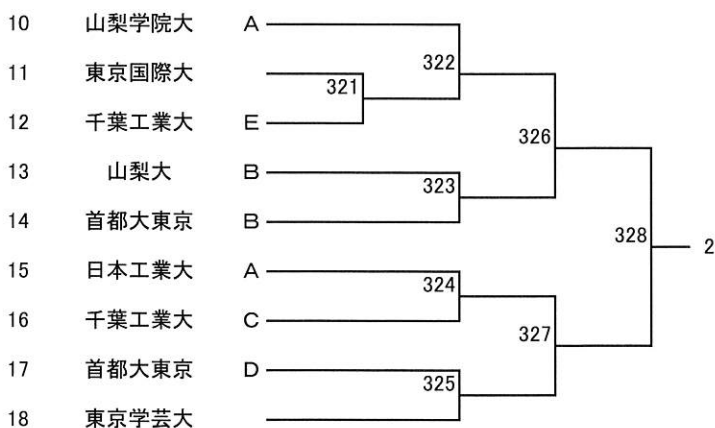 10 山梨学院大 A
322
11 東京国際大
321
12 千葉工業大 E
326
13 山梨大 B
323
14 首都大東京 B
328 2
15 日本工業大 A
324
16 千葉工業大 C
327
17 首都大東京 D
325
18 東京学芸大